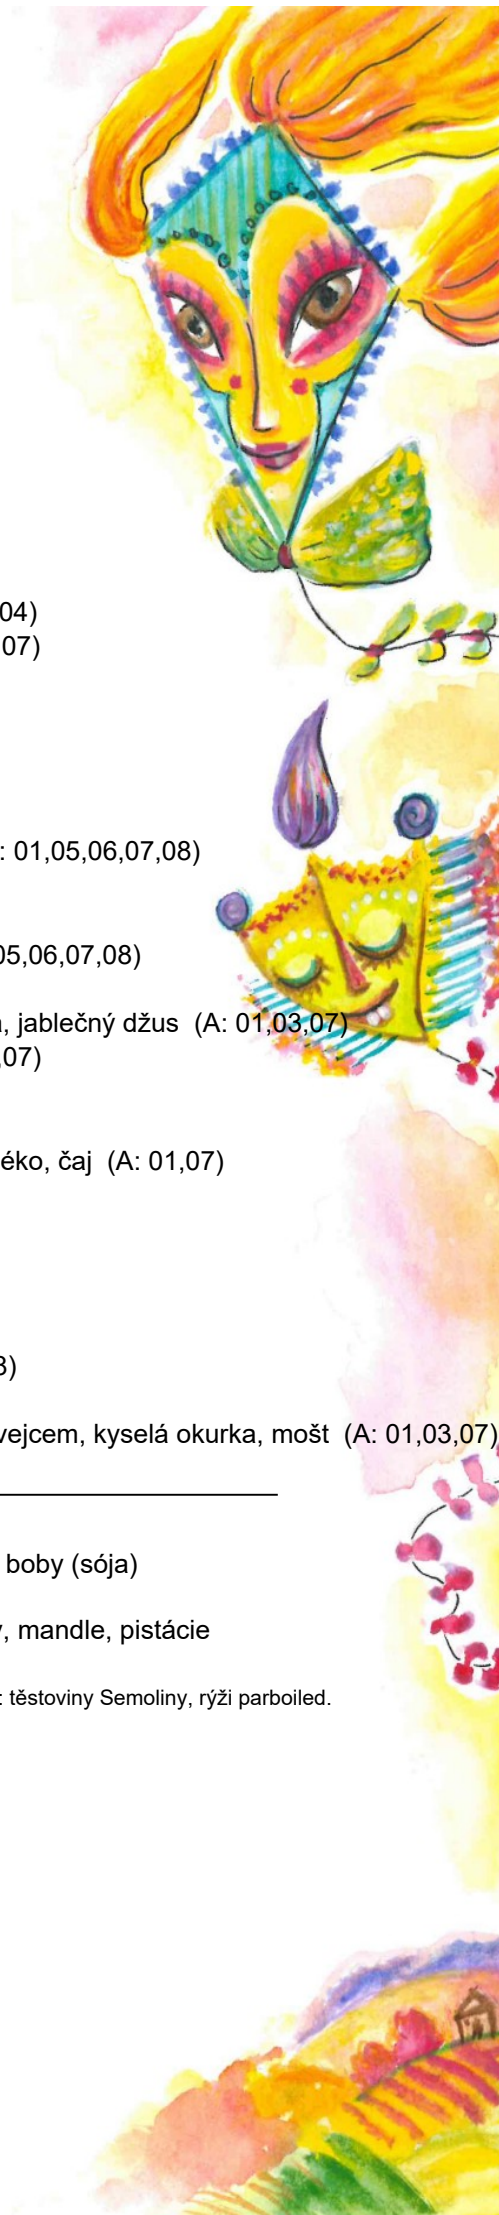 04)
07)
: 01,05,06,07,08)
05,06,07,08)
, jablečný džus (A: 01,03,07)
,07)
éko, čaj (A: 01,07)
)
vejcem, kyselá okurka, mošt (A: 01,03,07)
boby (sója)
, mandle, pistácie
: těstoviny Semoliny, rýži parboiled.